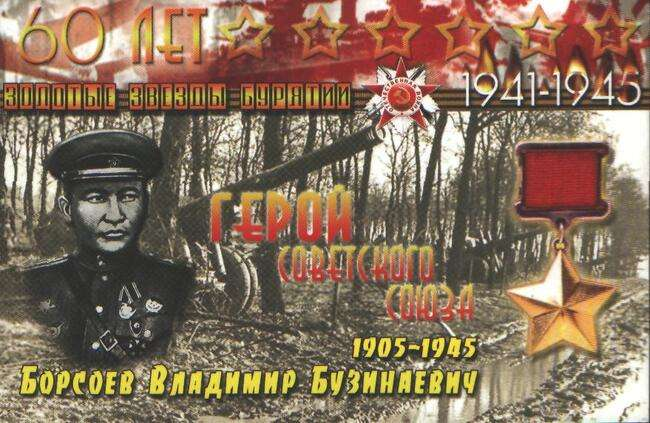 60 ЛЕТ
1941-1945
ЗОЛОТЫЕ ЗВЕЗДЫ БУРЯТИИ
ГЕРОЙ
СОВЕТСКОГО
СОЮЗА
1905-1945
Борсоев Владимир Бузинаевич